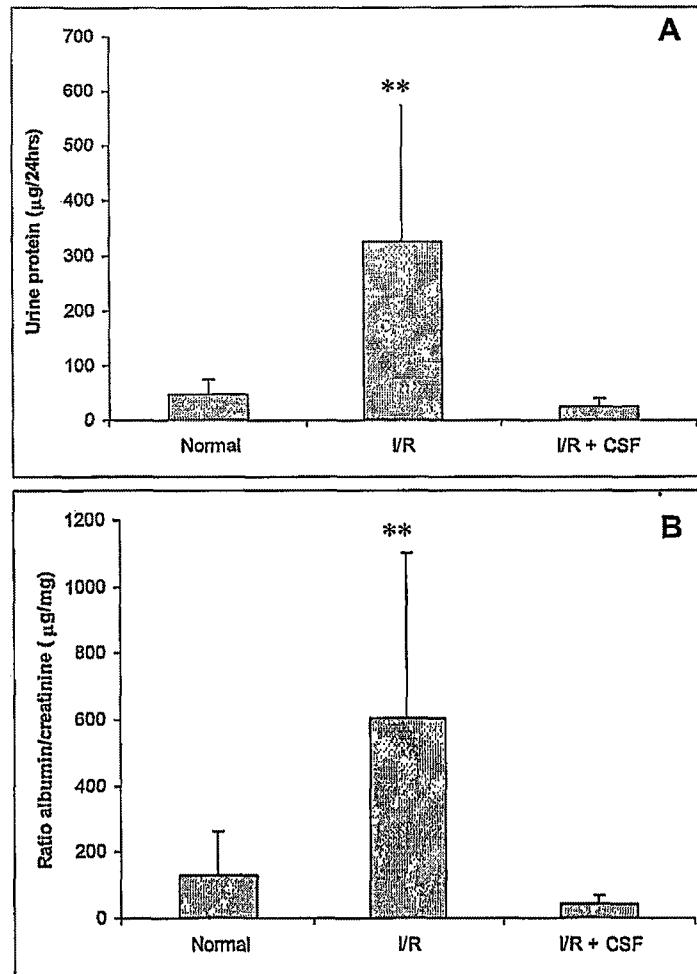 A
700
600
500
400
300
200
100
0
Urine protein (µg/24hrs)
**
Normal I/R I/R + CSF
B
1200
1000
800
600
400
200
0
Ratio albumin/creatinine ( µg/mg)
**
Normal I/R I/R + CSF